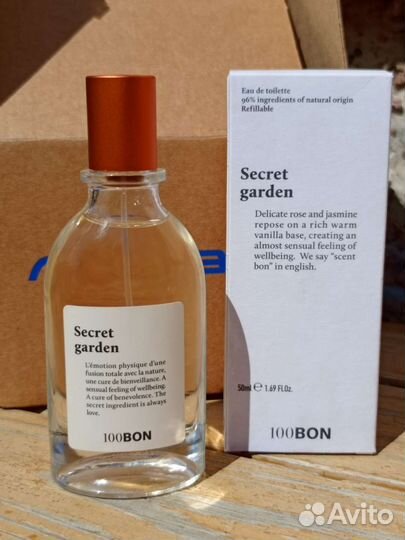 Eau de toilette
96% ingredients of natural origin
Refillable
Secret
garden
Delicate rose and jasmine
repose on a rich warm
vanilla base, creating an
almost sensual feeling of
wellbeing. We say “scent
bon” in english.
50ml ℮ 1.69 Fl.oz.
100BON
Secret
garden
L'émotion physique d'une
fusion totale avec la nature,
une cure de bienveillance. A
sensual feeling of wellbeing.
A cure of benevolence. The
secret ingredient is always
love.
100BON
Avito